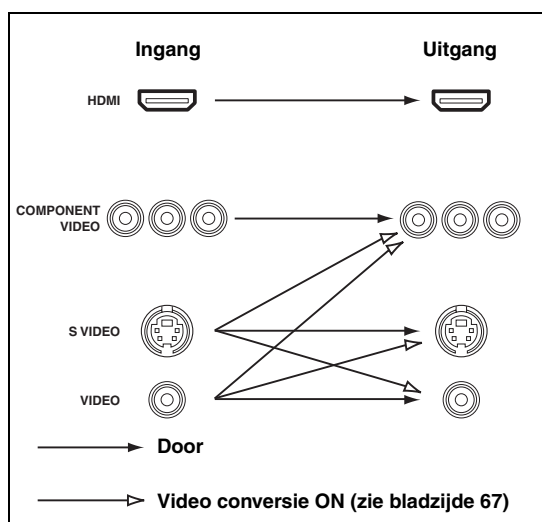 Ingang Uitgang
HDMI
COMPONENT
VIDEO
S VIDEO
VIDEO
Door
Video conversie ON (zie bladzijde 67)